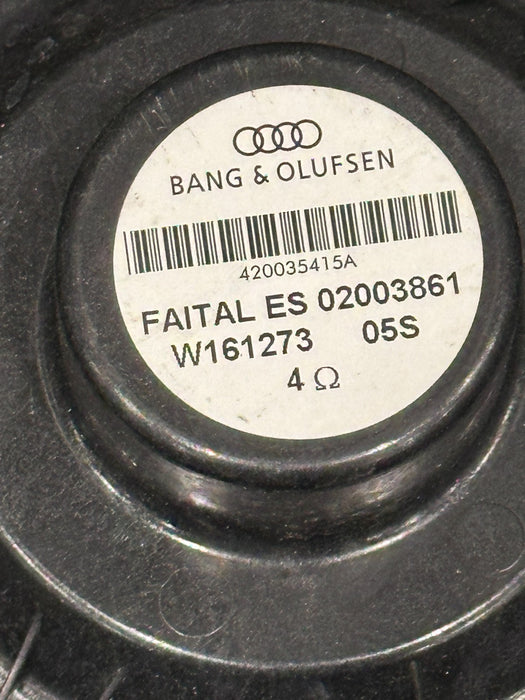 BANG & OLUFSEN
420035415A
FAITAL ES 02003861
W161273 05S
4 Ω